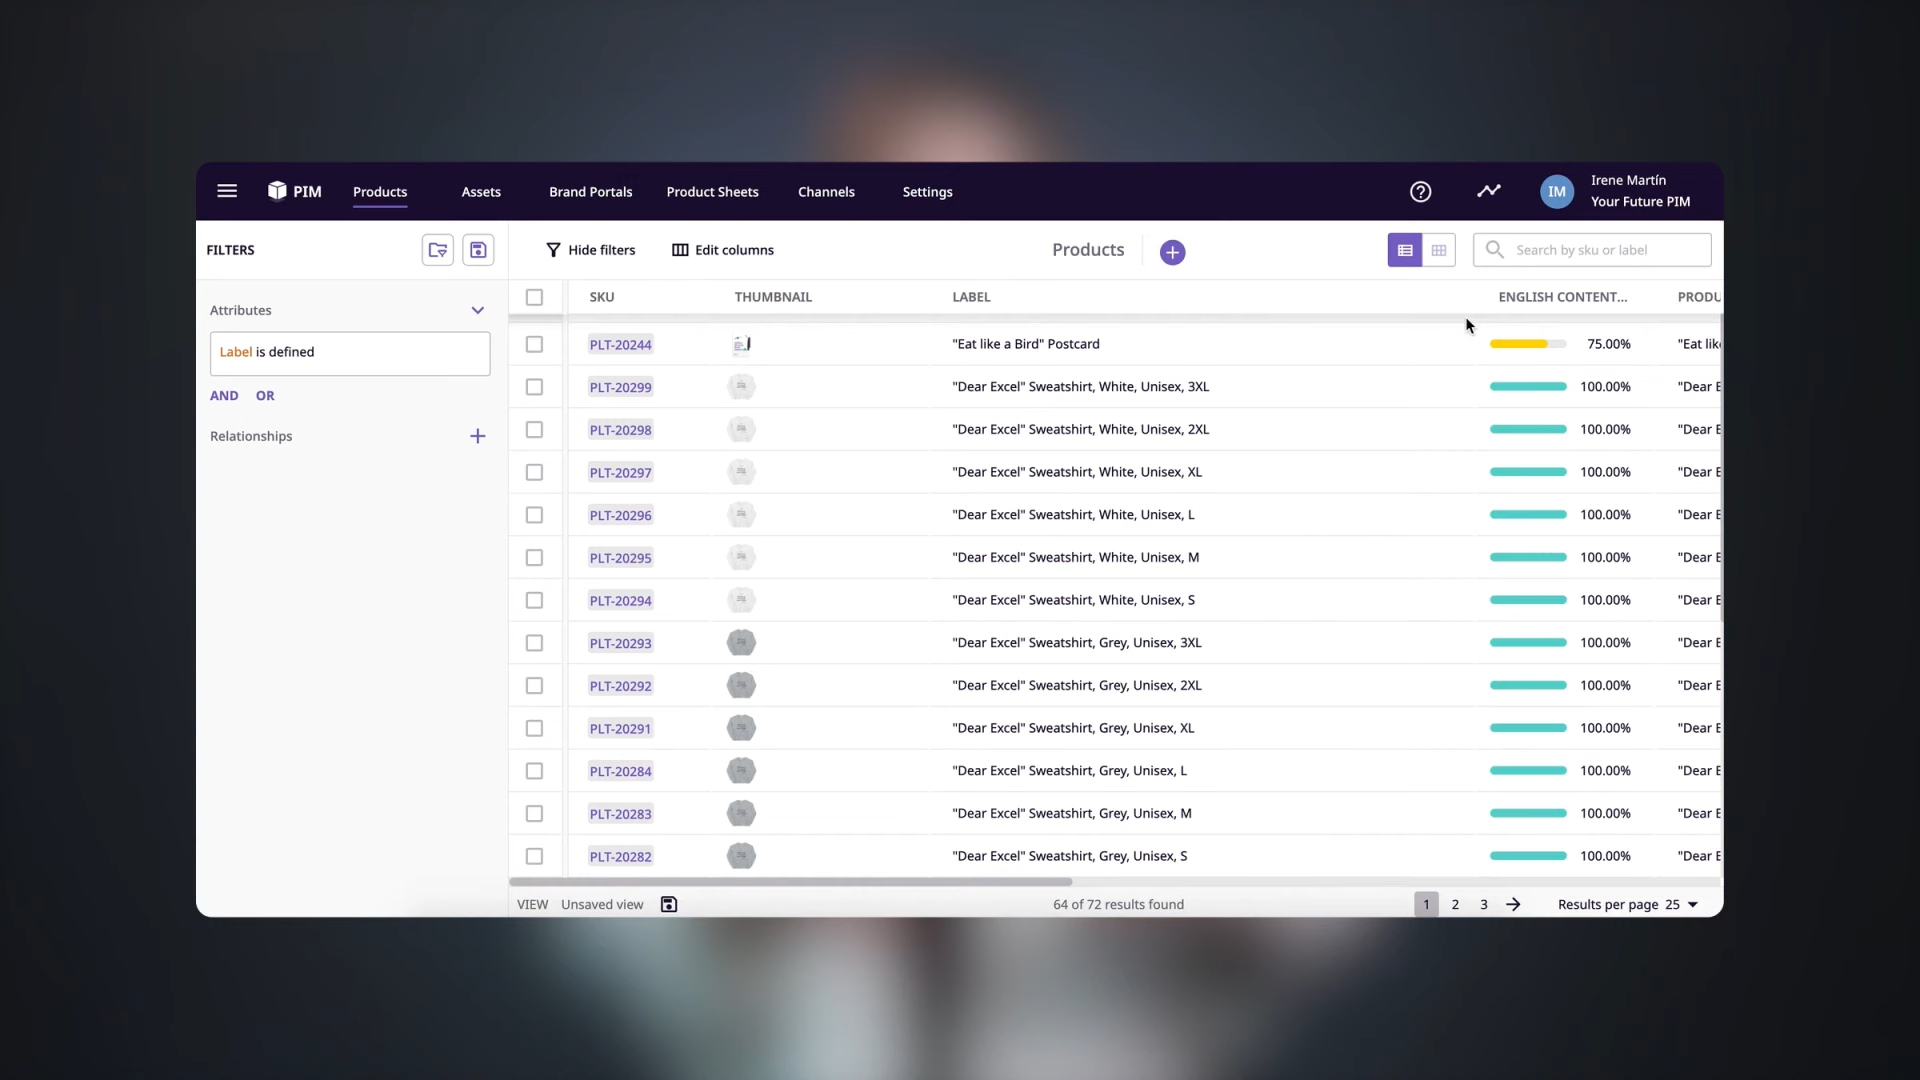 PIM Products Assets Brand Portals Product Sheets Channels Settings IM Irene Martín
Your Future PIM
FILTERS Hide filters Edit columns Products Search by sku or label
Attributes
Label is defined
AND OR
Relationships
SKU THUMBNAIL LABEL ENGLISH CONTENT... PRODU
PLT-20244 "Eat like a Bird" Postcard 75.00% "Eat lik
PLT-20299 "Dear Excel" Sweatshirt, White, Unisex, 3XL 100.00% "Dear E
PLT-20298 "Dear Excel" Sweatshirt, White, Unisex, 2XL 100.00% "Dear E
PLT-20297 "Dear Excel" Sweatshirt, White, Unisex, XL 100.00% "Dear E
PLT-20296 "Dear Excel" Sweatshirt, White, Unisex, L 100.00% "Dear E
PLT-20295 "Dear Excel" Sweatshirt, White, Unisex, M 100.00% "Dear E
PLT-20294 "Dear Excel" Sweatshirt, White, Unisex, S 100.00% "Dear E
PLT-20293 "Dear Excel" Sweatshirt, Grey, Unisex, 3XL 100.00% "Dear E
PLT-20292 "Dear Excel" Sweatshirt, Grey, Unisex, 2XL 100.00% "Dear E
PLT-20291 "Dear Excel" Sweatshirt, Grey, Unisex, XL 100.00% "Dear E
PLT-20284 "Dear Excel" Sweatshirt, Grey, Unisex, L 100.00% "Dear E
PLT-20283 "Dear Excel" Sweatshirt, Grey, Unisex, M 100.00% "Dear E
PLT-20282 "Dear Excel" Sweatshirt, Grey, Unisex, S 100.00% "Dear E
VIEW Unsaved view 64 of 72 results found 1 2 3 Results per page 25